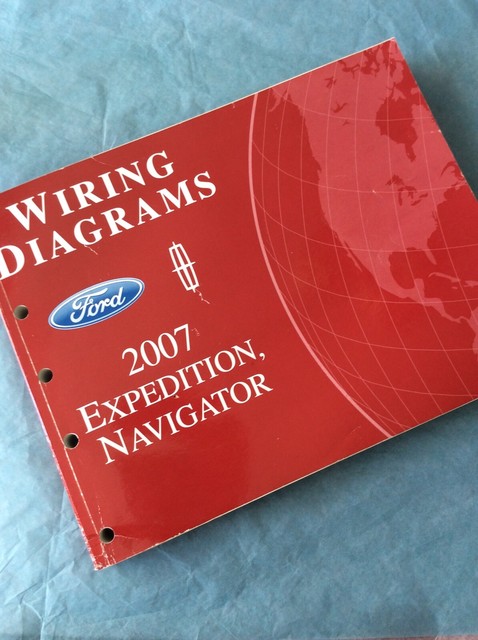 WIRING
DIAGRAMS
Ford
2007
EXPEDITION,
NAVIGATOR